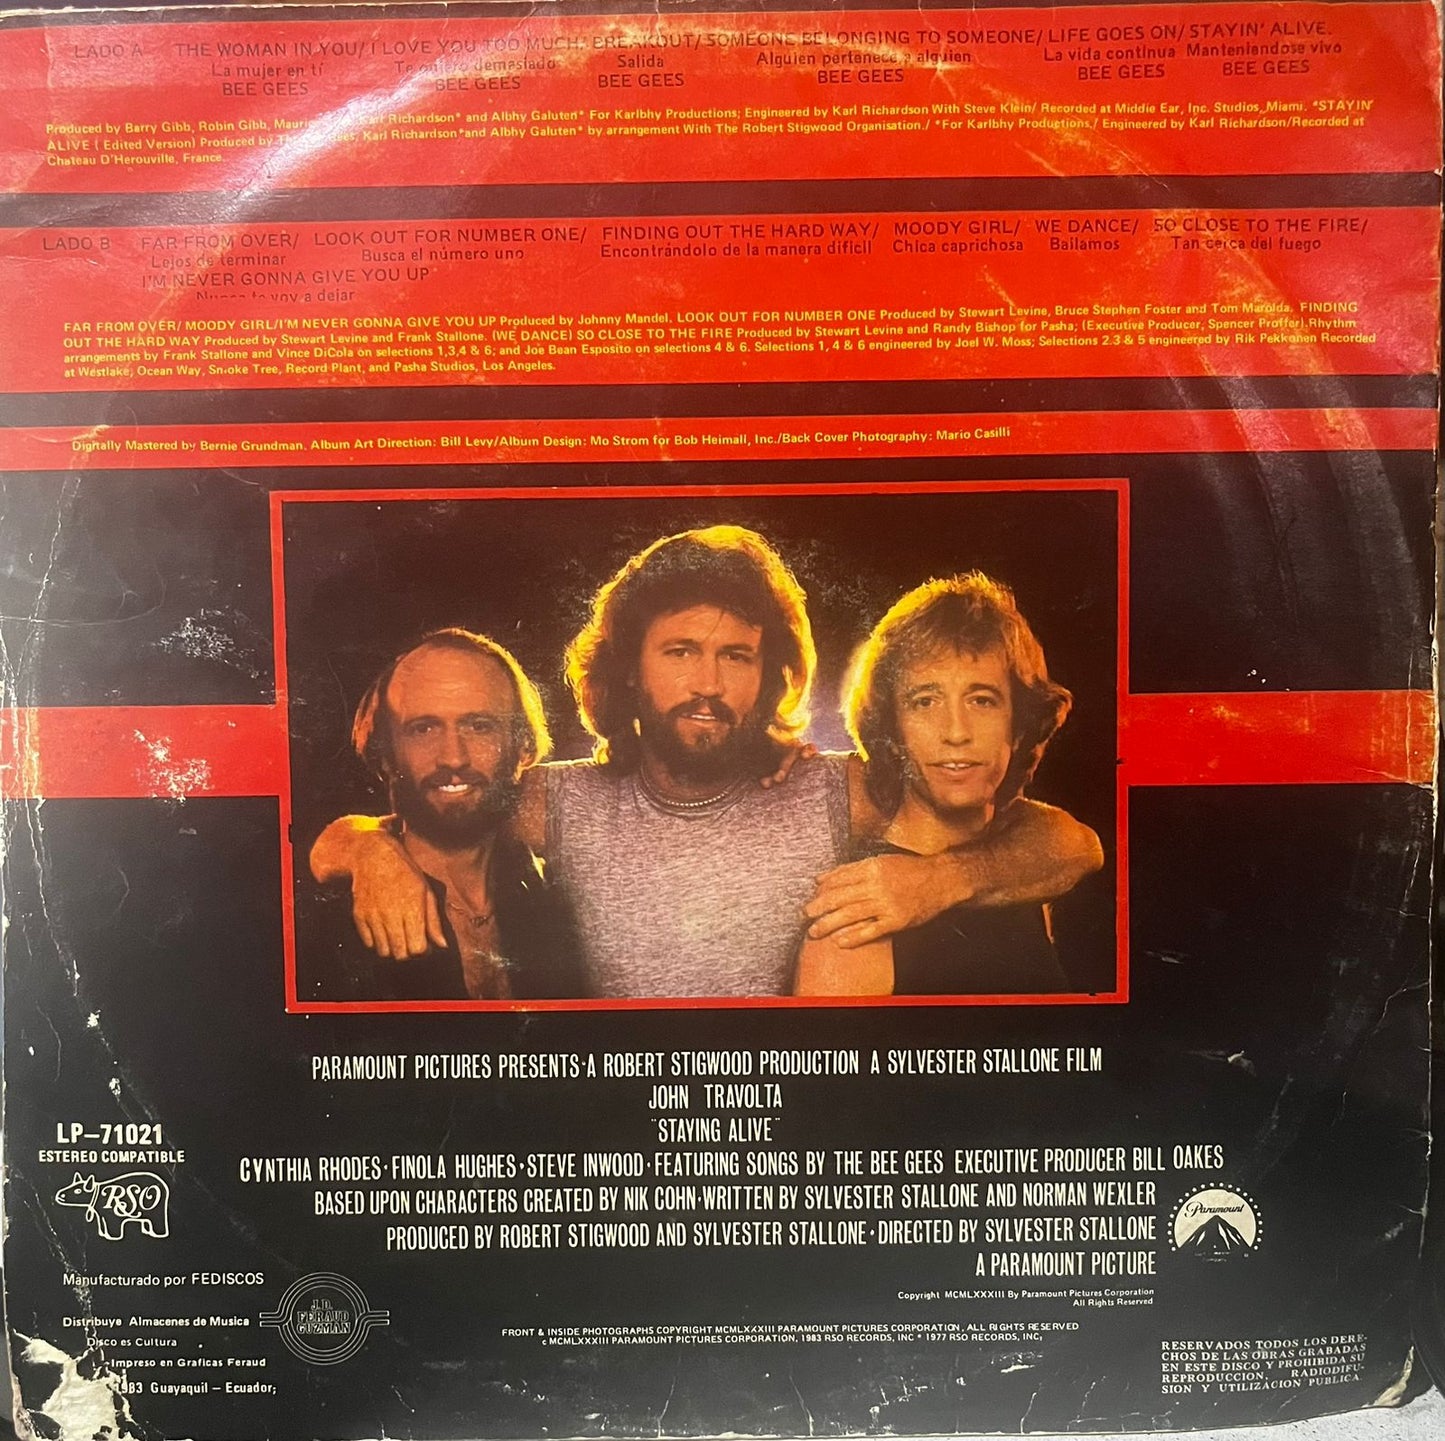 LADO A THE WOMAN IN YOU/ I LOVE YOU TOO MUCH/ BREAKOUT/ SOMEONE BELONGING TO SOMEONE/ LIFE GOES ON/ STAYIN' ALIVE.
La mujer en tí Te quiero demasiado Salida Alguien pertenece a alguien La vida continua Manteniendose vivo
BEE GEES BEE GEES BEE GEES BEE GEES BEE GEES BEE GEES
Produced by Barry Gibb, Robin Gibb, Karl Richardson* and Albhy Galuten* For Karlbhy Productions; Engineered by Karl Richardson With Steve Klein/ Recorded at Middle Ear, Inc. Studios, Miami. *STAYIN'
ALIVE ( Edited Version) Produced by Karl Richardson*and Albhy Galuten* by arrangement With The Robert Stigwood Organisation./ *For Karlbhy Productions./ Engineered by Karl Richardson/Recorded at
Chateau D'Herouville, France.
LADO B FAR FROM OVER/ LOOK OUT FOR NUMBER ONE/ FINDING OUT THE HARD WAY/ MOODY GIRL/ WE DANCE/ SO CLOSE TO THE FIRE/
Lejos de terminar Busca el número uno Encontrándolo de la manera dificil Chica caprichosa Bailamos Tan cerca del fuego
I'M NEVER GONNA GIVE YOU UP
Nunca te voy a dejar
FAR FROM OVER/ MOODY GIRL/I'M NEVER GONNA GIVE YOU UP Produced by Johnny Mandel. LOOK OUT FOR NUMBER ONE Produced by Stewart Levine, Bruce Stephen Foster and Tom Marolda. FINDING
OUT THE HARD WAY Produced by Stewart Levine and Frank Stallone. (WE DANCE) SO CLOSE TO THE FIRE Produced by Stewart Levine and Randy Bishop for Pasha; (Executive Producer, Spencer Proffer).Rhythm
arrangements by Frank Stallone and Vince DiCola on selections 1,3,4 & 6; and Joe Bean Esposito on selections 4 & 6. Selections 1, 4 & 6 engineered by Joel W. Moss; Selections 2.3 & 5 engineered by Rik Pekkonen Recorded
at Westlake; Ocean Way, Smoke Tree, Record Plant, and Pasha Studios, Los Angeles.
Digitally Mastered by Bernie Grundman. Album Art Direction: Bill Levy/Album Design: Mo Strom for Bob Heimall, Inc./Back Cover Photography: Mario Casilli
PARAMOUNT PICTURES PRESENTS·A ROBERT STIGWOOD PRODUCTION A SYLVESTER STALLONE FILM
JOHN TRAVOLTA
"STAYING ALIVE"
CYNTHIA RHODES·FINOLA HUGHES·STEVE INWOOD·FEATURING SONGS BY THE BEE GEES EXECUTIVE PRODUCER BILL OAKES
BASED UPON CHARACTERS CREATED BY NIK COHN·WRITTEN BY SYLVESTER STALLONE AND NORMAN WEXLER
PRODUCED BY ROBERT STIGWOOD AND SYLVESTER STALLONE·DIRECTED BY SYLVESTER STALLONE
A PARAMOUNT PICTURE
Paramount
Copyright MCMLXXXIII By Paramount Pictures Corporation
All Rights Reserved
LP-71021
ESTEREO COMPATIBLE
RSO
Manufacturado por FEDISCOS
Distribuye Almacenes de Musica
J.D.
FERAUD
GUZMAN
Disco es Cultura
Impreso en Graficas Feraud
1983 Guayaquil - Ecuador;
FRONT & INSIDE PHOTOGRAPHS COPYRIGHT MCMLXXXIII PARAMOUNT PICTURES CORPORATION, ALL RIGHTS RESERVED
c MCMLXXXIII PARAMOUNT PICTURES CORPORATION, 1983 RSO RECORDS, INC * 1977 RSO RECORDS, INC,
RESERVADOS TODOS LOS DERE-
CHOS DE LAS OBRAS GRABADAS
EN ESTE DISCO Y PROHIBIDA SU
REPRODUCCION, RADIODIFU-
SION Y UTILIZACION PUBLICA.